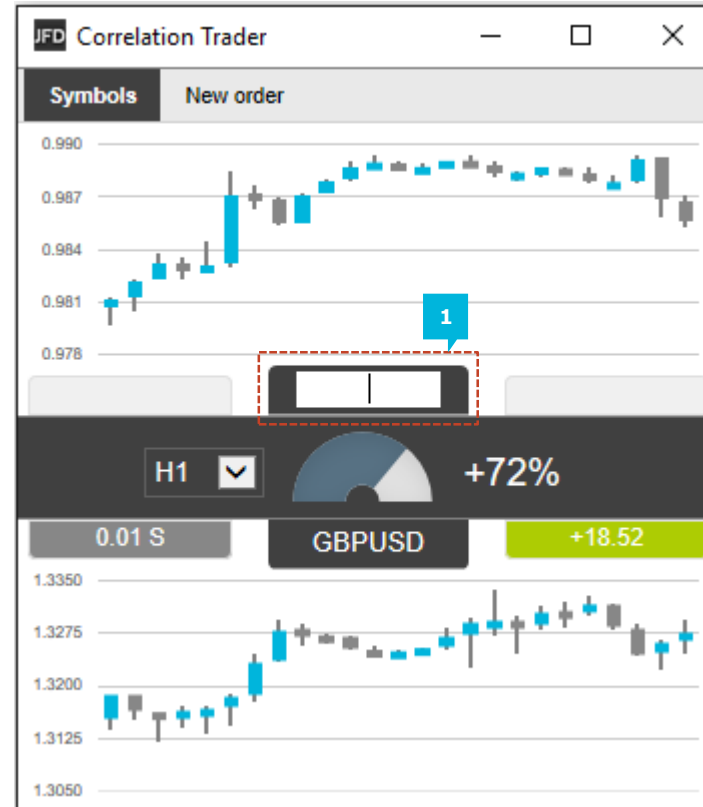 JFD Correlation Trader
Symbols New order
0.990
0.987
0.984
0.981
1
0.978
H1 +72%
0.01 S GBPUSD +18.52
1.3350
1.3275
1.3200
1.3125
1.3050